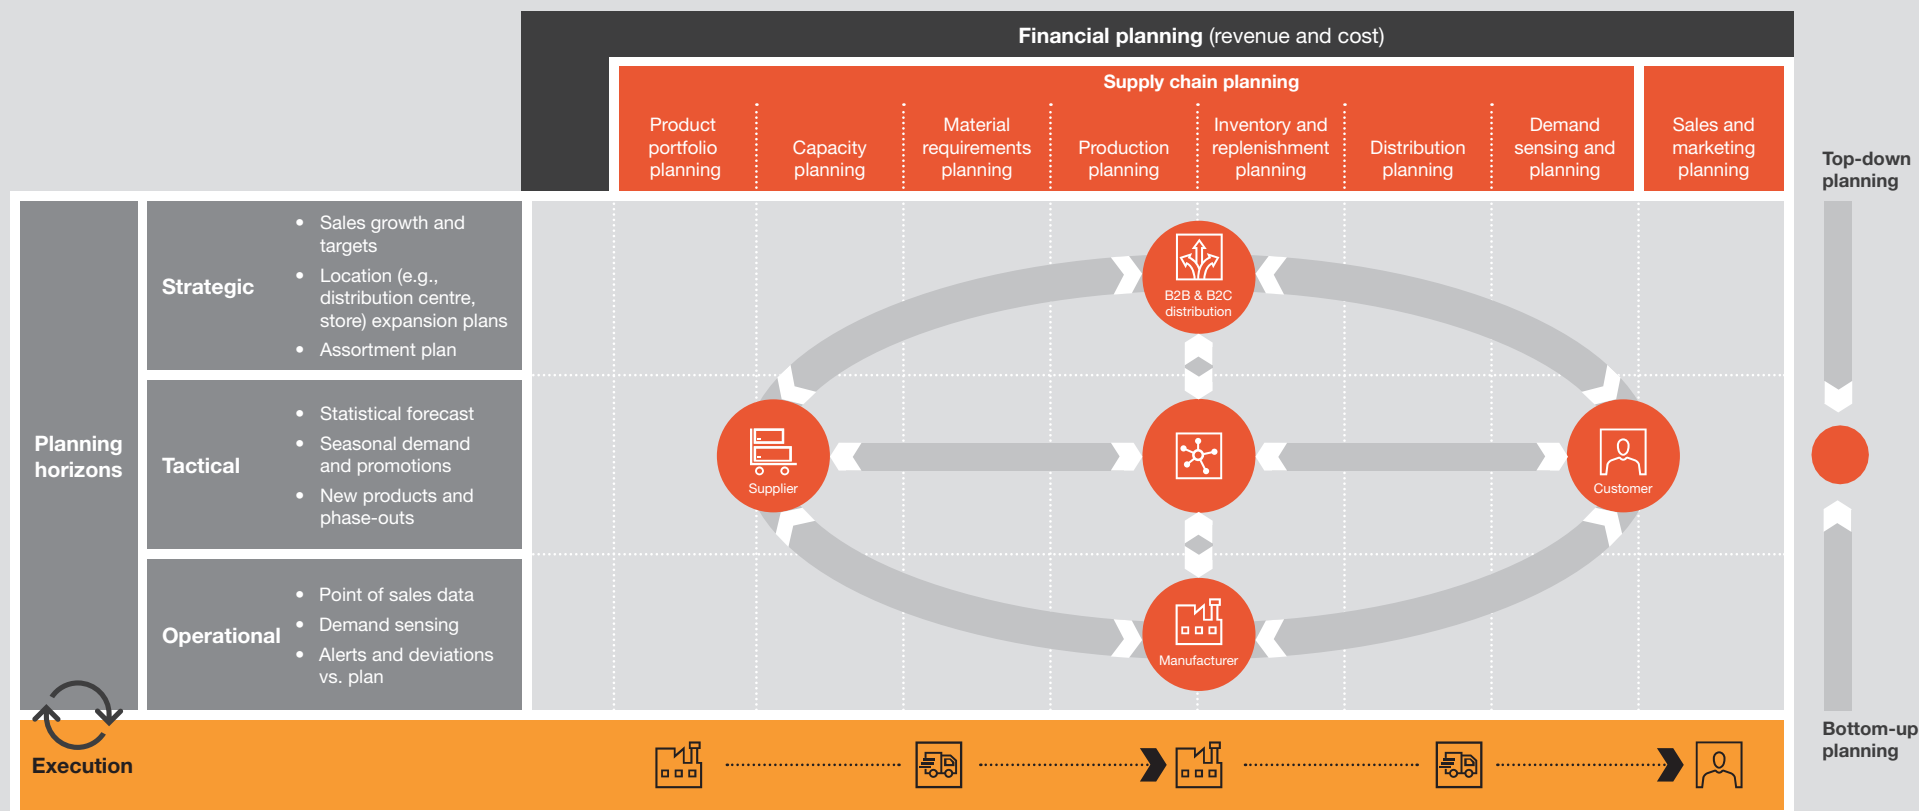 Financial planning (revenue and cost)
Supply chain planning
Product
portfolio
planning
Capacity
planning
Material
requirements
planning
Production
planning
Inventory and
replenishment
planning
Distribution
planning
Demand
sensing and
planning
Sales and
marketing
planning
Top-down
planning
Planning
horizons
Strategic
• Sales growth and
targets
• Location (e.g.,
distribution centre,
store) expansion plans
• Assortment plan
B2B & B2C
distribution
Tactical
• Statistical forecast
• Seasonal demand
and promotions
• New products and
phase-outs
Supplier
Customer
Operational
• Point of sales data
• Demand sensing
• Alerts and deviations
vs. plan
Manufacturer
Bottom-up
planning
Execution